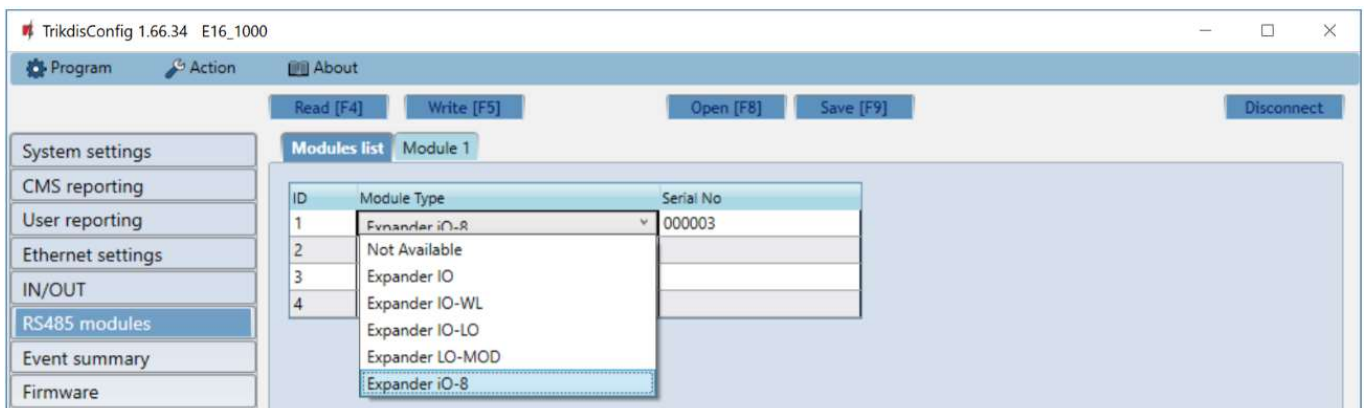 TrikdisConfig 1.66.34 E16_1000
Program Action About
Read [F4] Write [F5] Open [F8] Save [F9] Disconnect
System settings
CMS reporting
User reporting
Ethernet settings
IN/OUT
RS485 modules
Event summary
Firmware
Modules list Module 1
ID Module Type Serial No
1 Expander iO-8 000003
2
3
4
Not Available
Expander IO
Expander IO-WL
Expander IO-LO
Expander LO-MOD
Expander iO-8